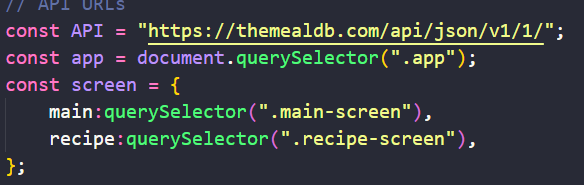 // API URLs
const API = "https://themealdb.com/api/json/v1/1/";
const app = document.querySelector(".app");
const screen = {
    main:querySelector(".main-screen"),
    recipe:querySelector(".recipe-screen"),
};